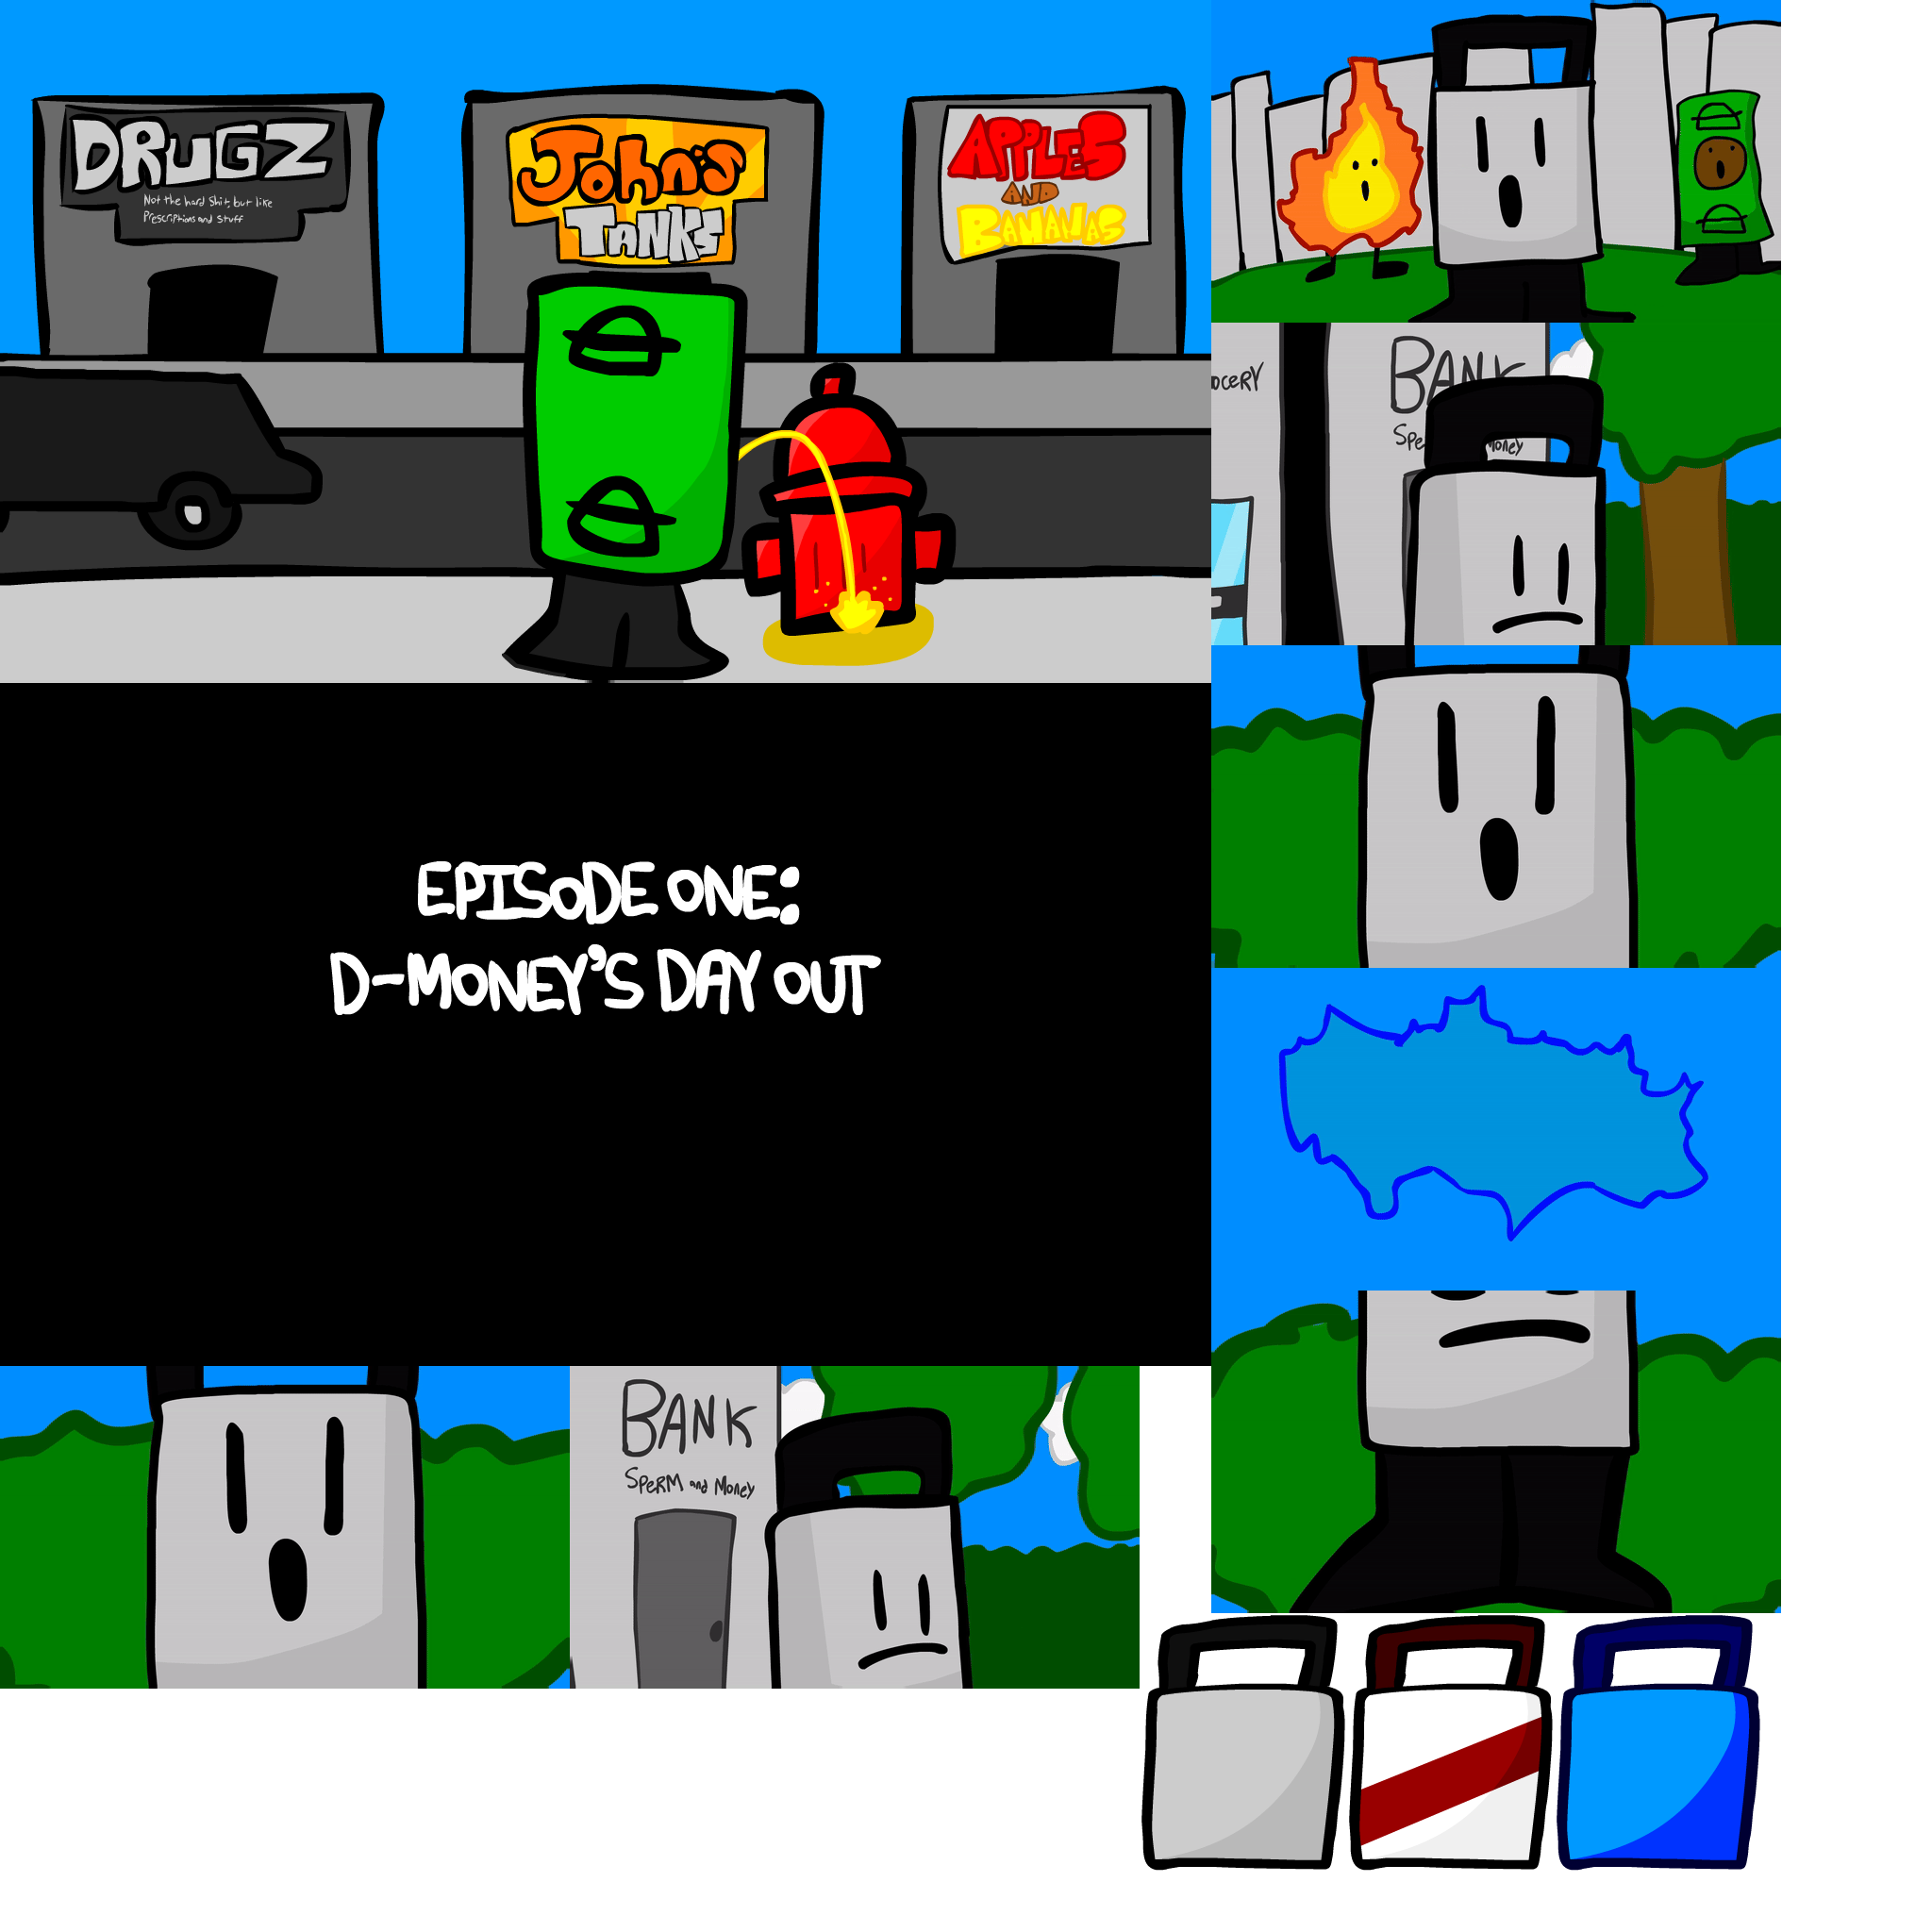 DRUGZ
Not the hard Shit, but like
Prescriptions and stuff
John's
TANKS
APPLES
AND
BANANAS
OCERY
BANK
Spe Money
EPISODE ONE:
D-MONEY'S DAY OUT
BANK
SPERM and Money